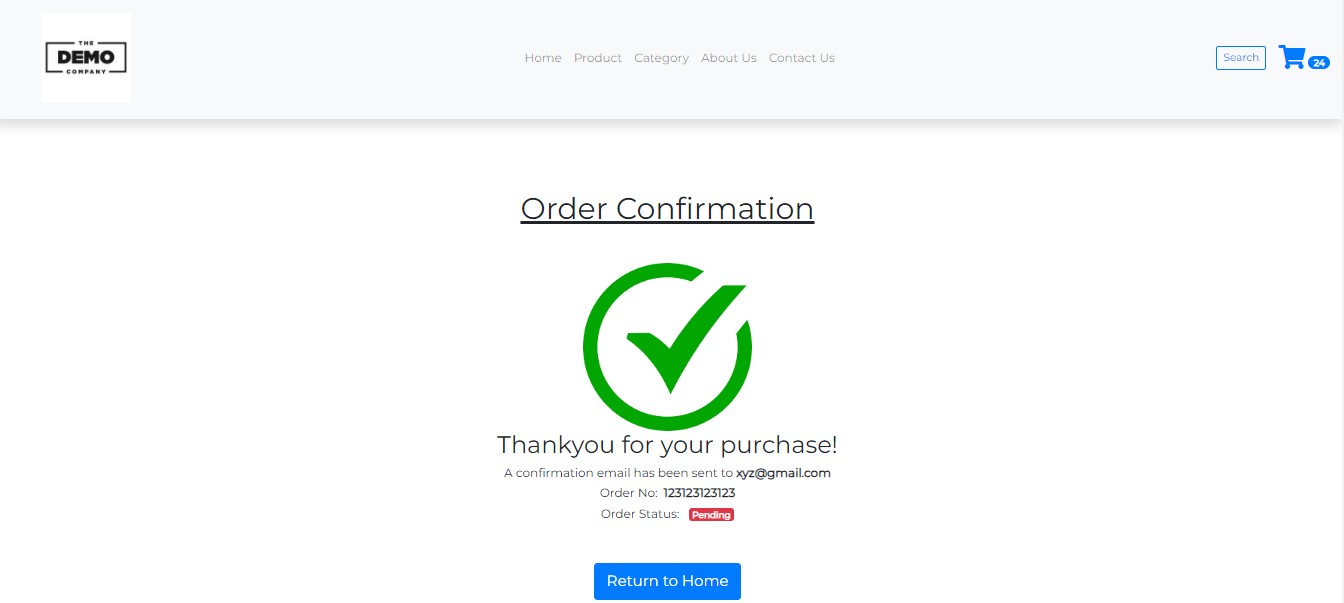 THE
DEMO
COMPANY
Home Product Category About Us Contact Us
Search
24
Order Confirmation
Thankyou for your purchase!
A confirmation email has been sent to xyz@gmail.com
Order No: 123123123123
Order Status: Pending
Return to Home